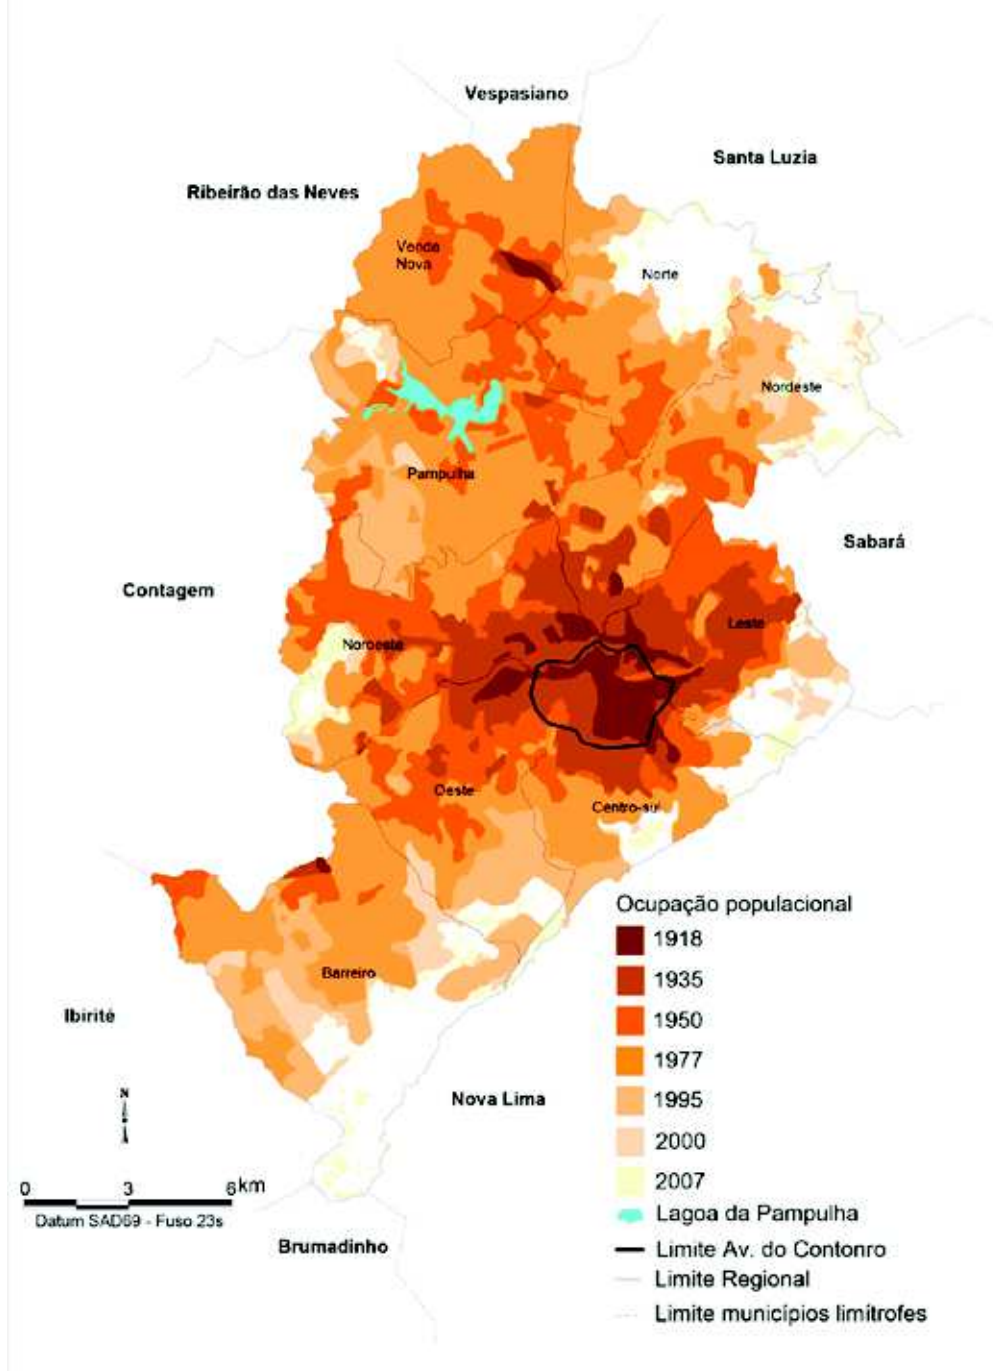 Vespasiano
Santa Luzia
Ribeirão das Neves
Venda
Nova
Norte
Nordeste
Pampulha
Sabará
Contagem
Leste
Noroeste
Oeste
Centro-sul
Ocupação populacional
1918
1935
1950
1977
1995
2000
2007
Lagoa da Pampulha
Limite Av. do Contonro
Limite Regional
Limite municípios limítrofes
Barreiro
Ibirité
Nova Lima
N
0 3 6 km
Datum SAD69 - Fuso 23s
Brumadinho